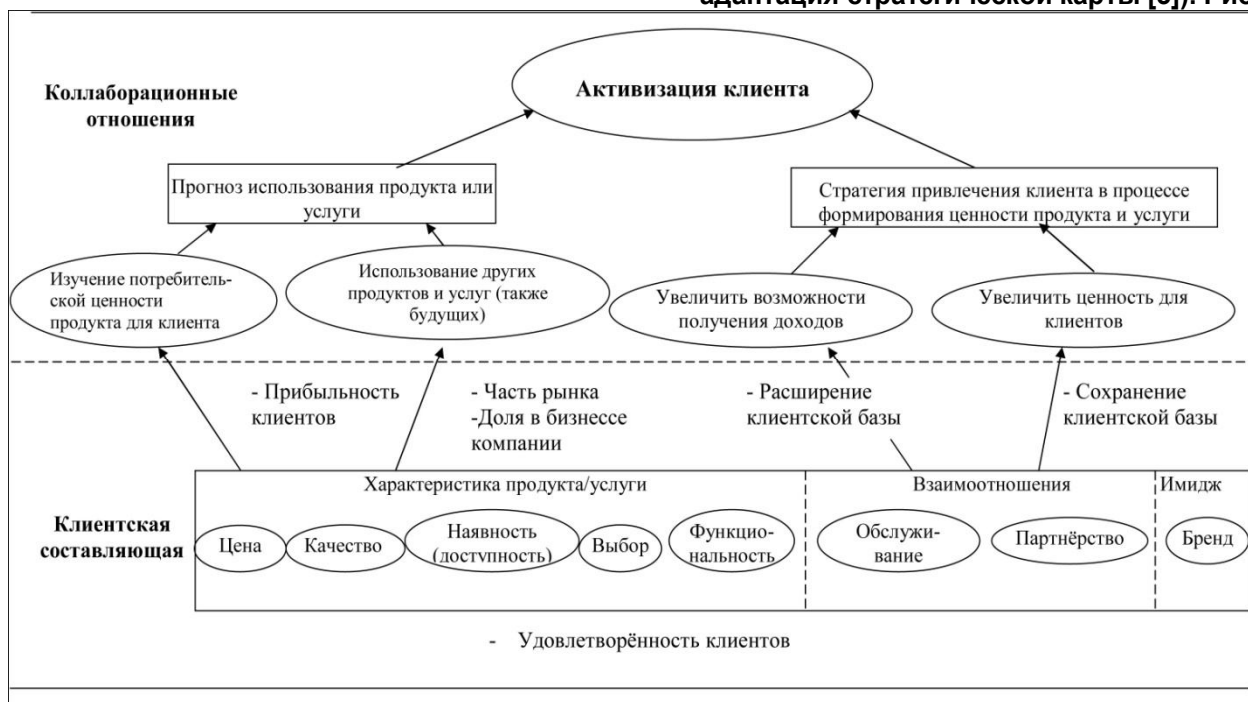 адаптация стратегической карты
Активизация клиента
Коллаборационные
отношения
Прогноз использования продукта или
услуги
Стратегия привлечения клиента в процессе
формирования ценности продукта и услуги
Изучение потребитель-
ской ценности
продукта для клиента
Использование других
продуктов и услуг (также
будущих)
Увеличить возможности
получения доходов
Увеличить ценность для
клиентов
- Прибыльность
клиентов
- Часть рынка
-Доля в бизнессе
компании
- Расширение
клиентской базы
- Сохранение
клиентской базы
Характеристика продукта/услуги
Взаимоотношения
Имидж
Клиентская
составляющая
Цена
Качество
Наявность
(доступность)
Выбор
Функцио-
нальность
Обслужи-
вание
Партнёрство
Бренд
- Удовлетворённость клиентов